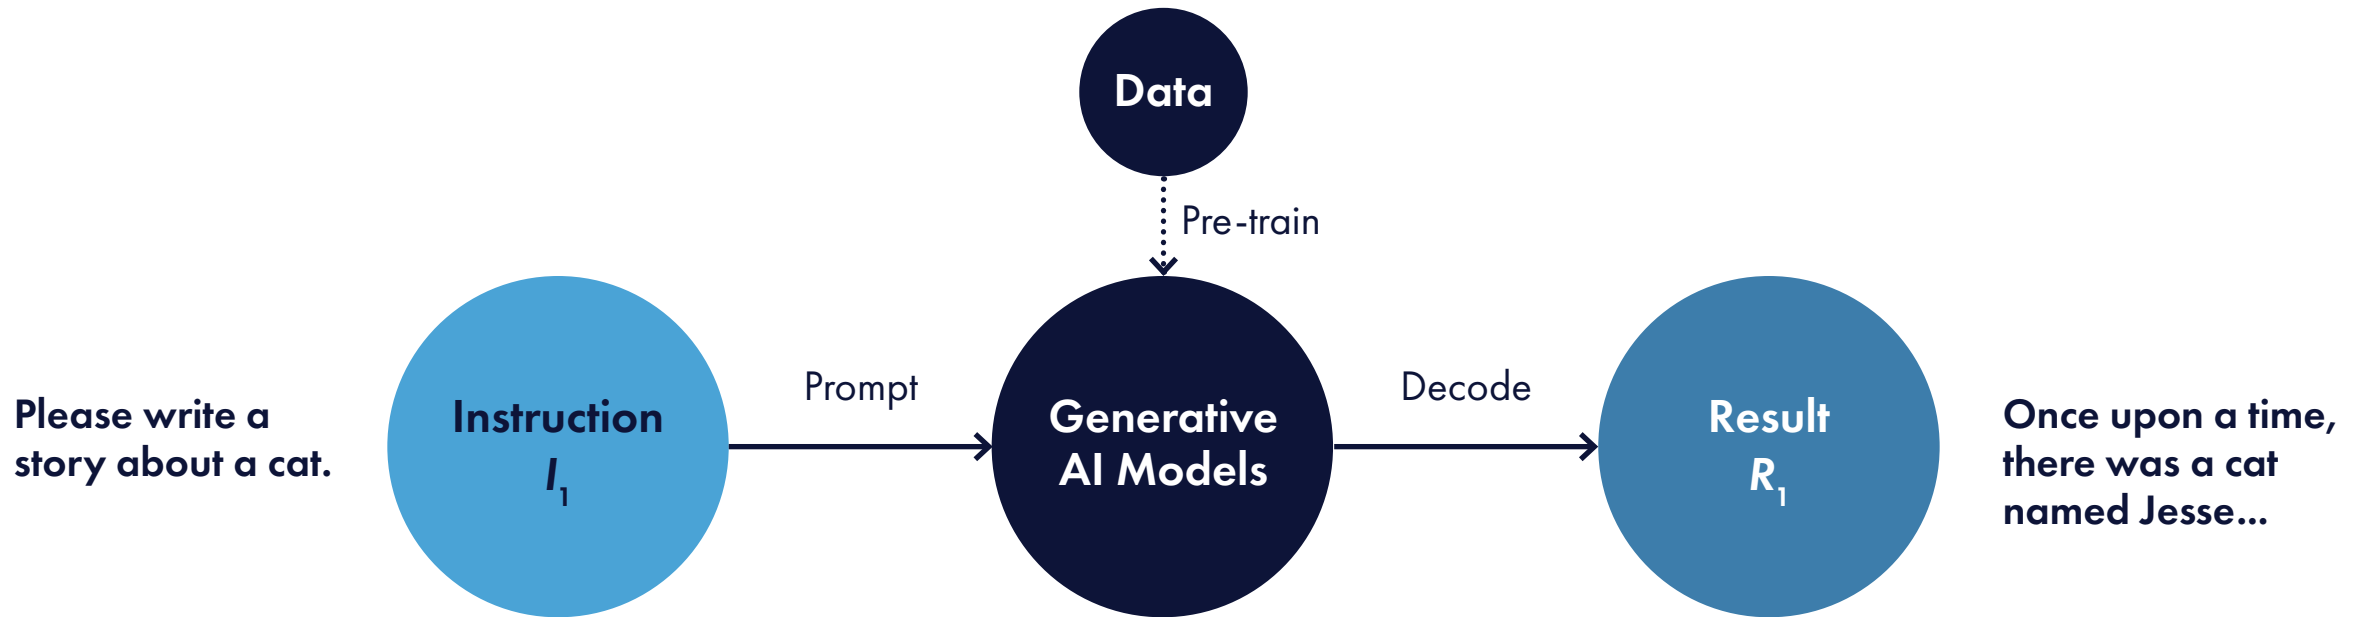 Data
Pre-train
Please write a
story about a cat.
Instruction
I₁
Prompt
Generative
AI Models
Decode
Result
R₁
Once upon a time,
there was a cat
named Jesse...